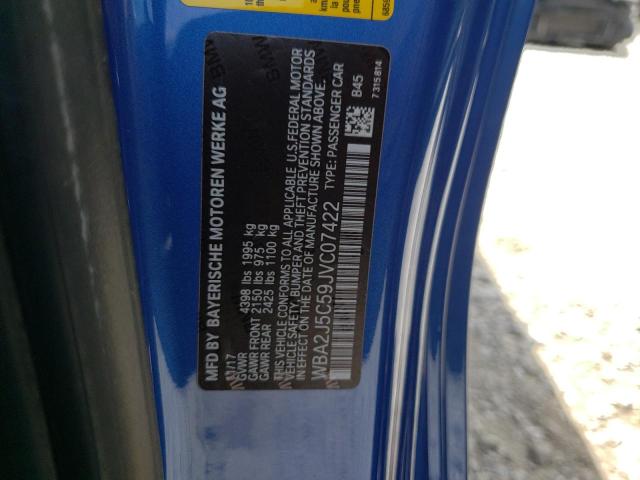 MFD BY BAYERISCHE MOTOREN WERKE AG
/17
GVWR 4398 lbs 1995 kg
GAWR FRONT 2150 lbs 975 kg
GAWR REAR 2425 lbs 1100 kg
THIS VEHICLE CONFORMS TO ALL APPLICABLE U.S.FEDERAL MOTOR
VEHICLE SAFETY, BUMPER AND THEFT PREVENTION STANDARDS
IN EFFECT ON THE DATE OF MANUFACTURE SHOWN ABOVE.
WBA2J5C59JVC07422 TYPE: PASSENGER CAR
B45
7 315 814
BMW